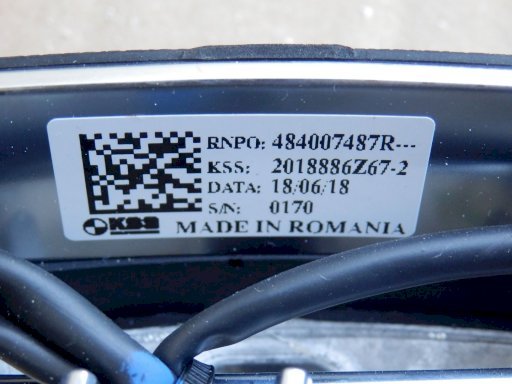 RNPO: 484007487R---
KSS: 2018886Z67-2
DATA: 18/06/18
S/N: 0170
KSS MADE IN ROMANIA